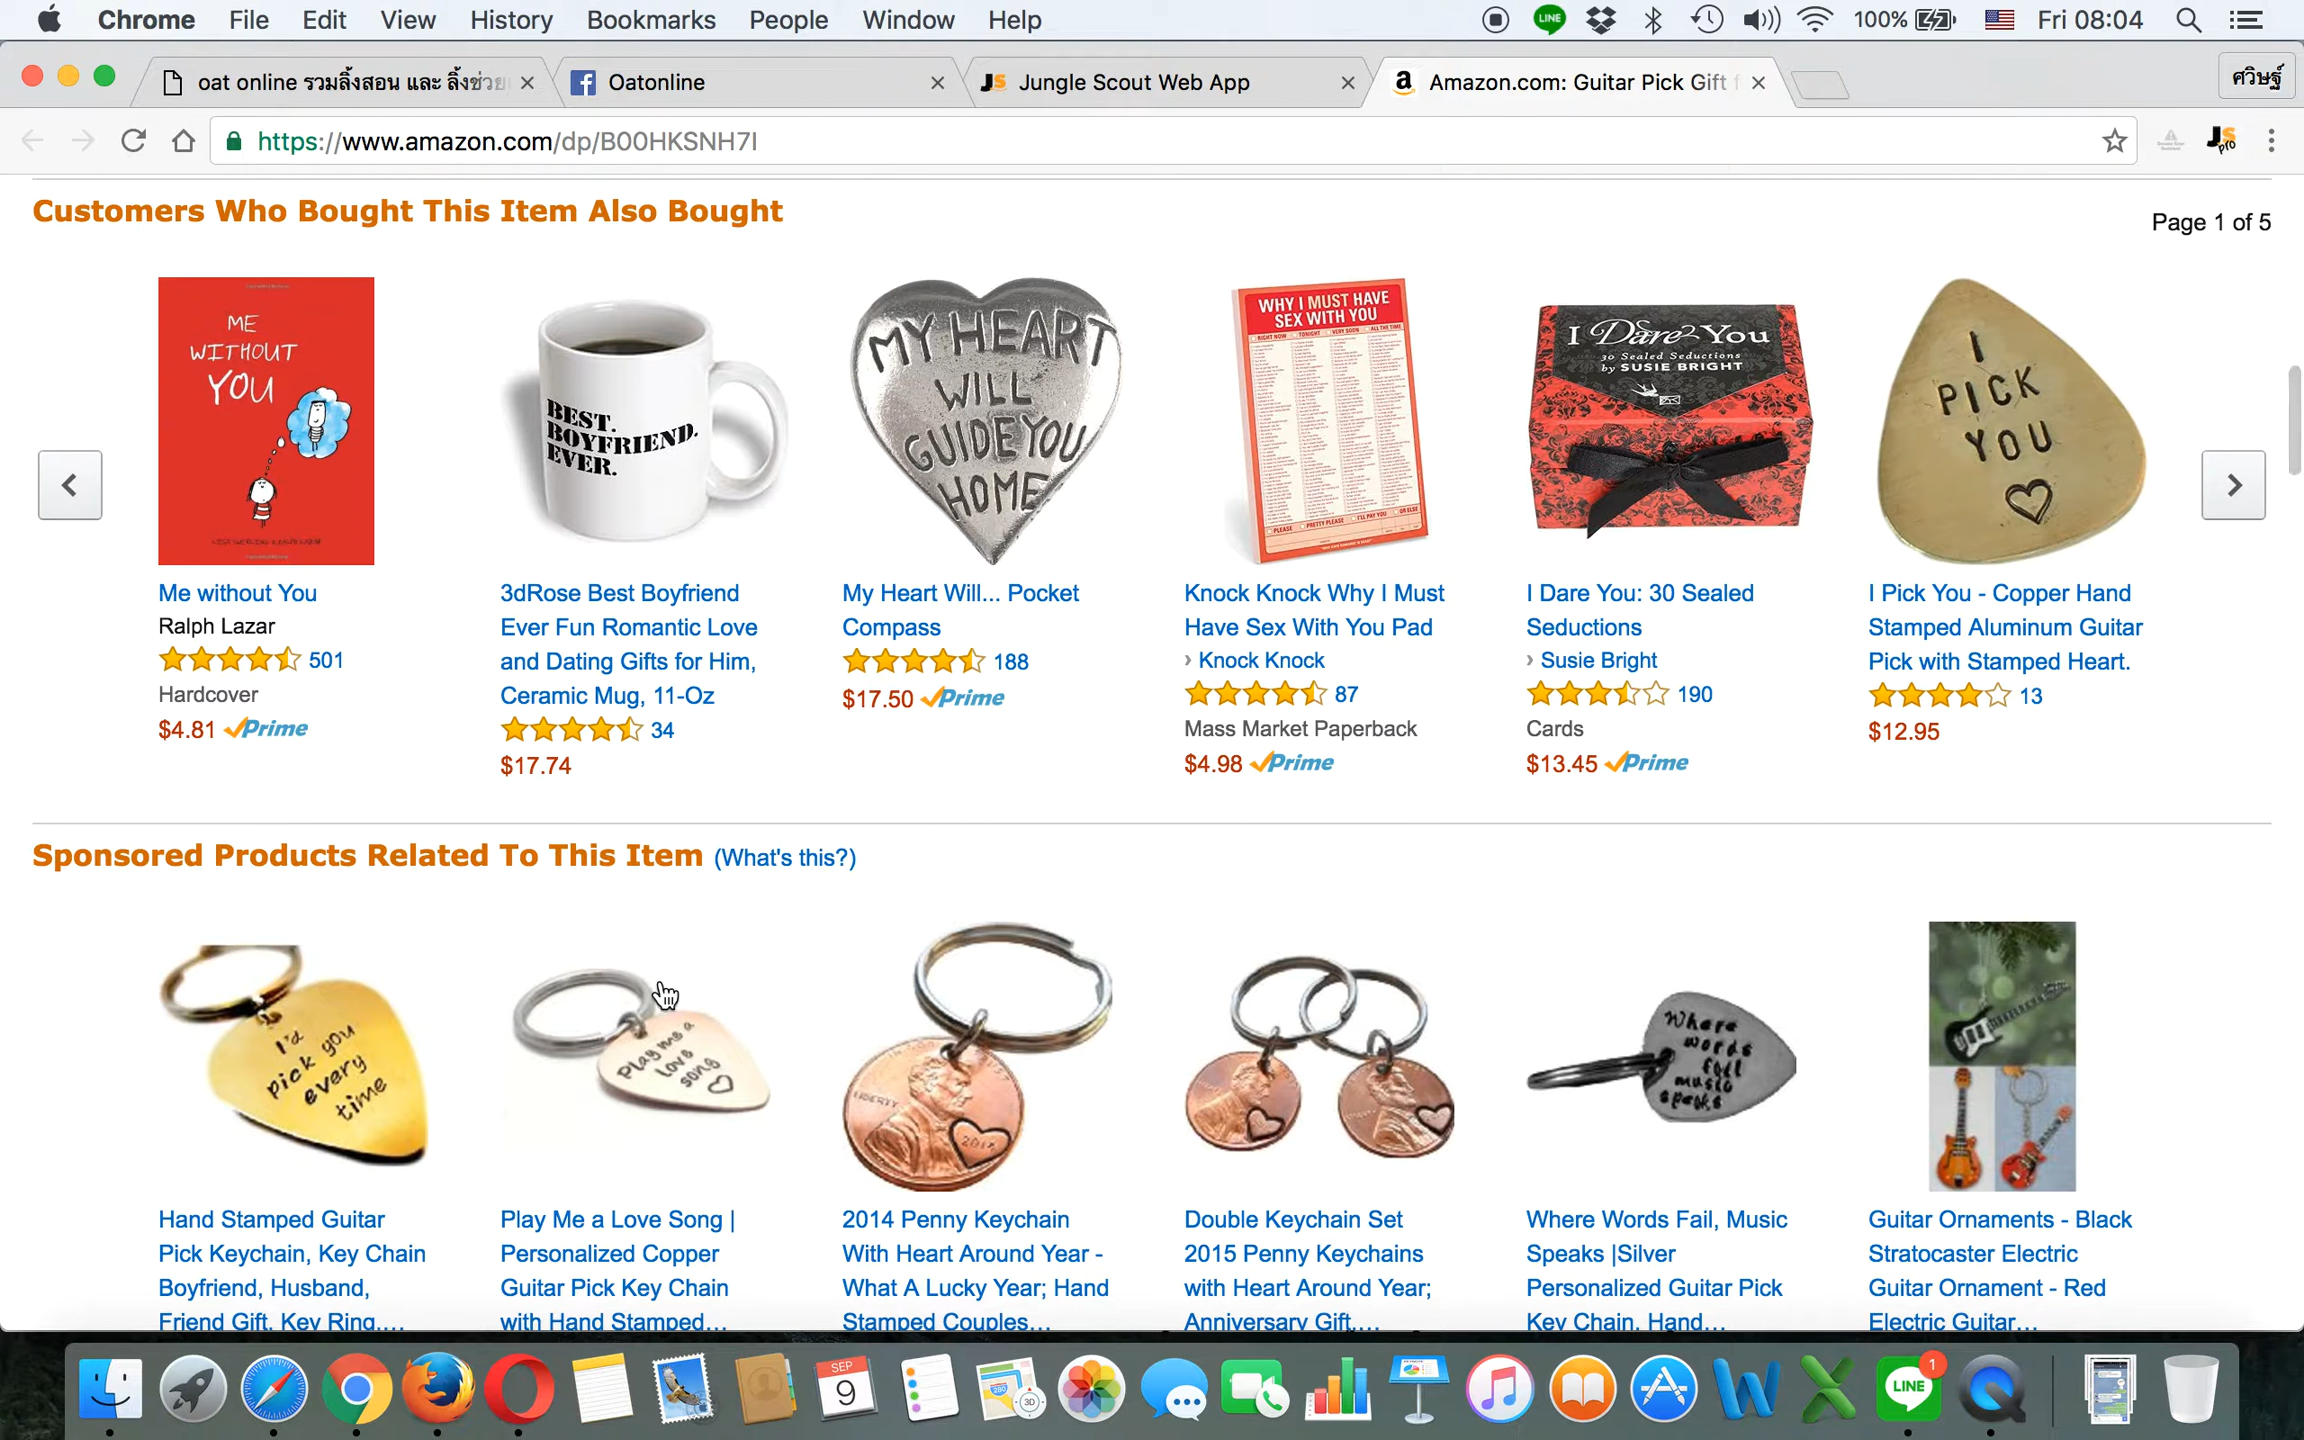 Chrome File Edit View History Bookmarks People Window Help
LINE 100% Fri 08:04
oat online รวมลิ้งสอน และ ลิ้งช่วย
Oatonline
JS Jungle Scout Web App
a Amazon.com: Guitar Pick Gift f
ศวิษฐ์
https://www.amazon.com/dp/B00HKSNH7I
JS pro
Customers Who Bought This Item Also Bought
Page 1 of 5
ME
WITHOUT
YOU
BEST.
BOYFRIEND.
EVER.
MY HEART
WILL
GUIDE YOU
HOME
WHY I MUST HAVE
SEX WITH YOU
RIGHT NOW TONIGHT VERY SOON ALL THE TIME
PLEASE PRETTY PLEASE I'LL PAY YOU OR ELSE
I Dare You
30 Sealed Seductions
by SUSIE BRIGHT
I
PICK
YOU
Me without You
Ralph Lazar
501
Hardcover
$4.81 Prime
3dRose Best Boyfriend
Ever Fun Romantic Love
and Dating Gifts for Him,
Ceramic Mug, 11-Oz
34
$17.74
My Heart Will... Pocket
Compass
188
$17.50 Prime
Knock Knock Why I Must
Have Sex With You Pad
› Knock Knock
87
Mass Market Paperback
$4.98 Prime
I Dare You: 30 Sealed
Seductions
› Susie Bright
190
Cards
$13.45 Prime
I Pick You - Copper Hand
Stamped Aluminum Guitar
Pick with Stamped Heart.
13
$12.95
Sponsored Products Related To This Item (What's this?)
I'd
pick you
every
time
play me a
love
song
LIBERTY
2014
Where
words
fail
music
speaks
Hand Stamped Guitar
Pick Keychain, Key Chain
Boyfriend, Husband,
Friend Gift, Key Ring,...
Play Me a Love Song |
Personalized Copper
Guitar Pick Key Chain
with Hand Stamped...
2014 Penny Keychain
With Heart Around Year -
What A Lucky Year; Hand
Stamped Couples...
Double Keychain Set
2015 Penny Keychains
with Heart Around Year;
Anniversary Gift,...
Where Words Fail, Music
Speaks |Silver
Personalized Guitar Pick
Key Chain, Hand...
Guitar Ornaments - Black
Stratocaster Electric
Guitar Ornament - Red
Electric Guitar...
SEP
9
280
3D
LINE
1